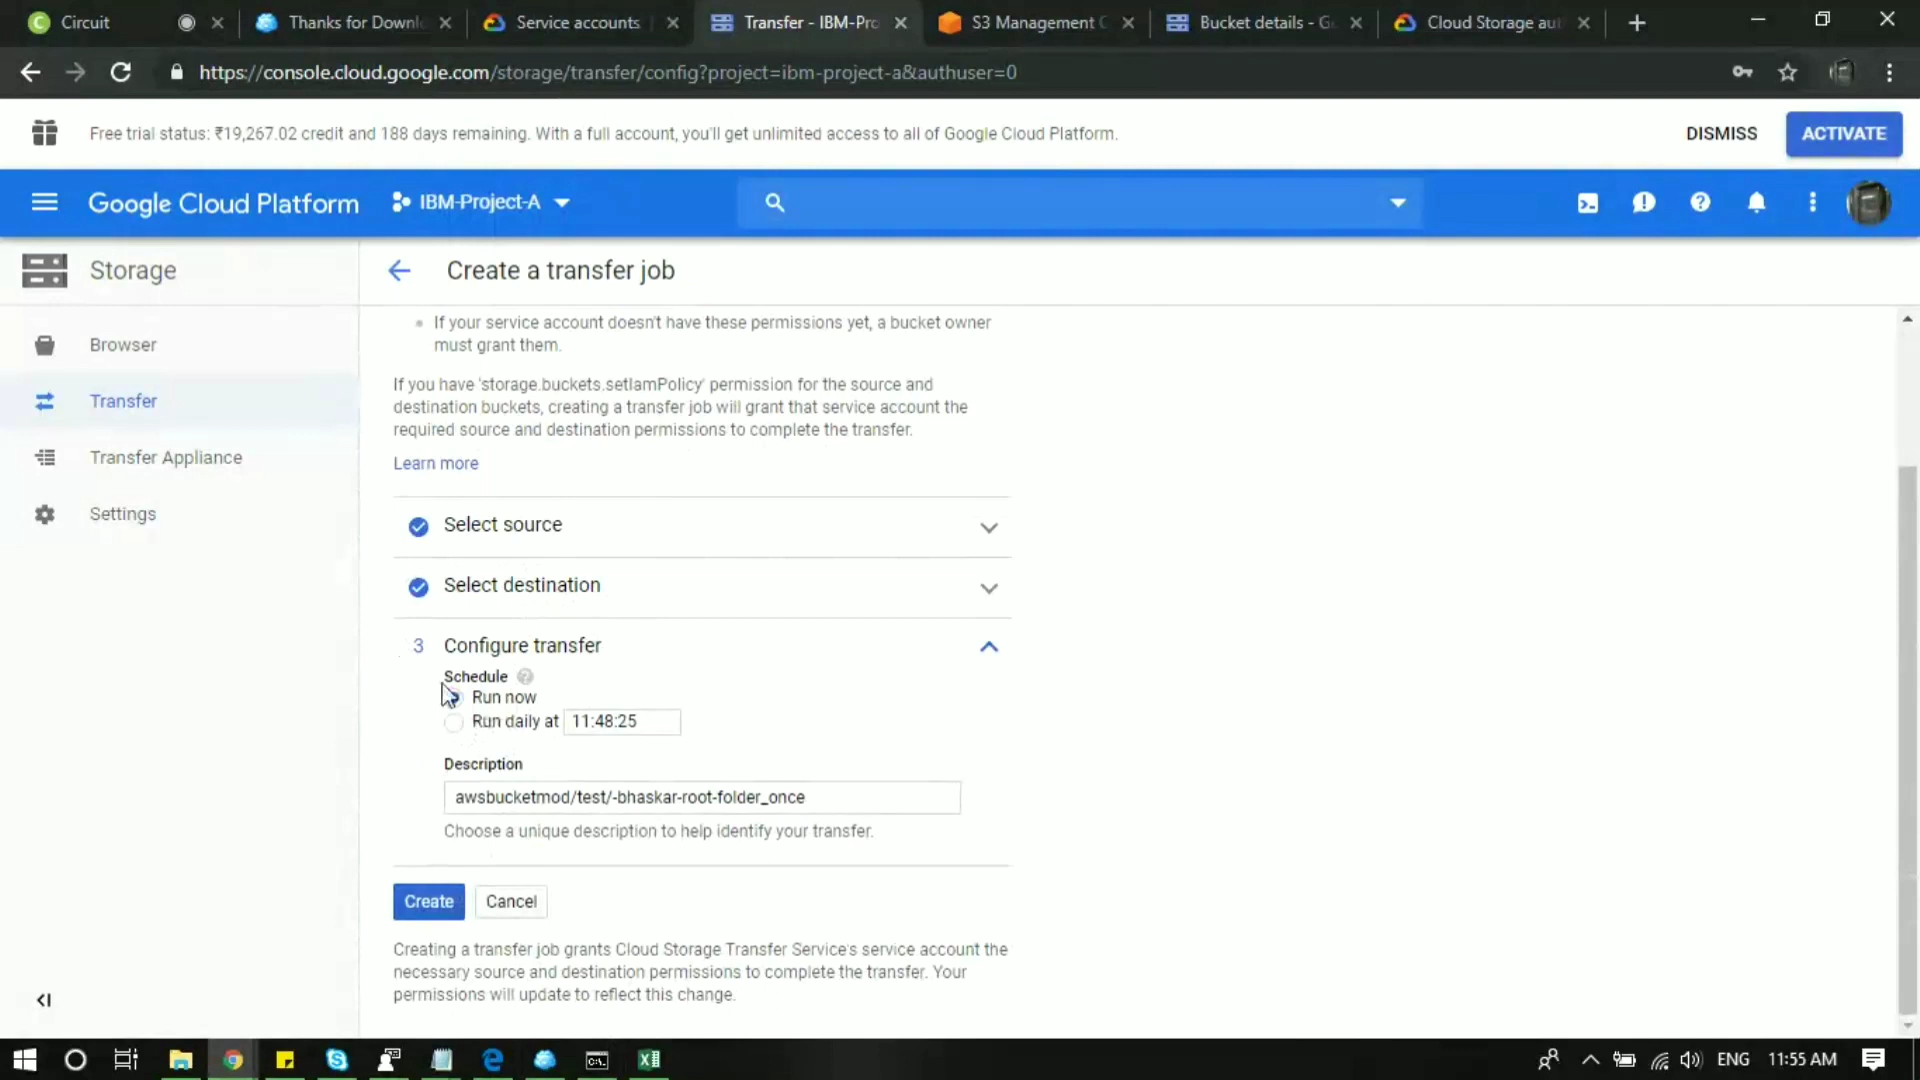 Circuit
Thanks for Downl
Service accounts
Transfer - IBM-Pro
S3 Management C
Bucket details - G
Cloud Storage aut
https://console.cloud.google.com/storage/transfer/config?project=ibm-project-a&authuser=0
Free trial status: ₹19,267.02 credit and 188 days remaining. With a full account, you'll get unlimited access to all of Google Cloud Platform.
DISMISS
ACTIVATE
Google Cloud Platform
IBM-Project-A
Storage
Create a transfer job
Browser
Transfer
Transfer Appliance
Settings
If your service account doesn't have these permissions yet, a bucket owner
must grant them.
If you have 'storage.buckets.setIamPolicy' permission for the source and
destination buckets, creating a transfer job will grant that service account the
required source and destination permissions to complete the transfer.
Learn more
Select source
Select destination
3 Configure transfer
Schedule
Run now
Run daily at 11:48:25
Description
awsbucketmod/test/-bhaskar-root-folder_once
Choose a unique description to help identify your transfer.
Create Cancel
Creating a transfer job grants Cloud Storage Transfer Service's service account the
necessary source and destination permissions to complete the transfer. Your
permissions will update to reflect this change.
ENG 11:55 AM